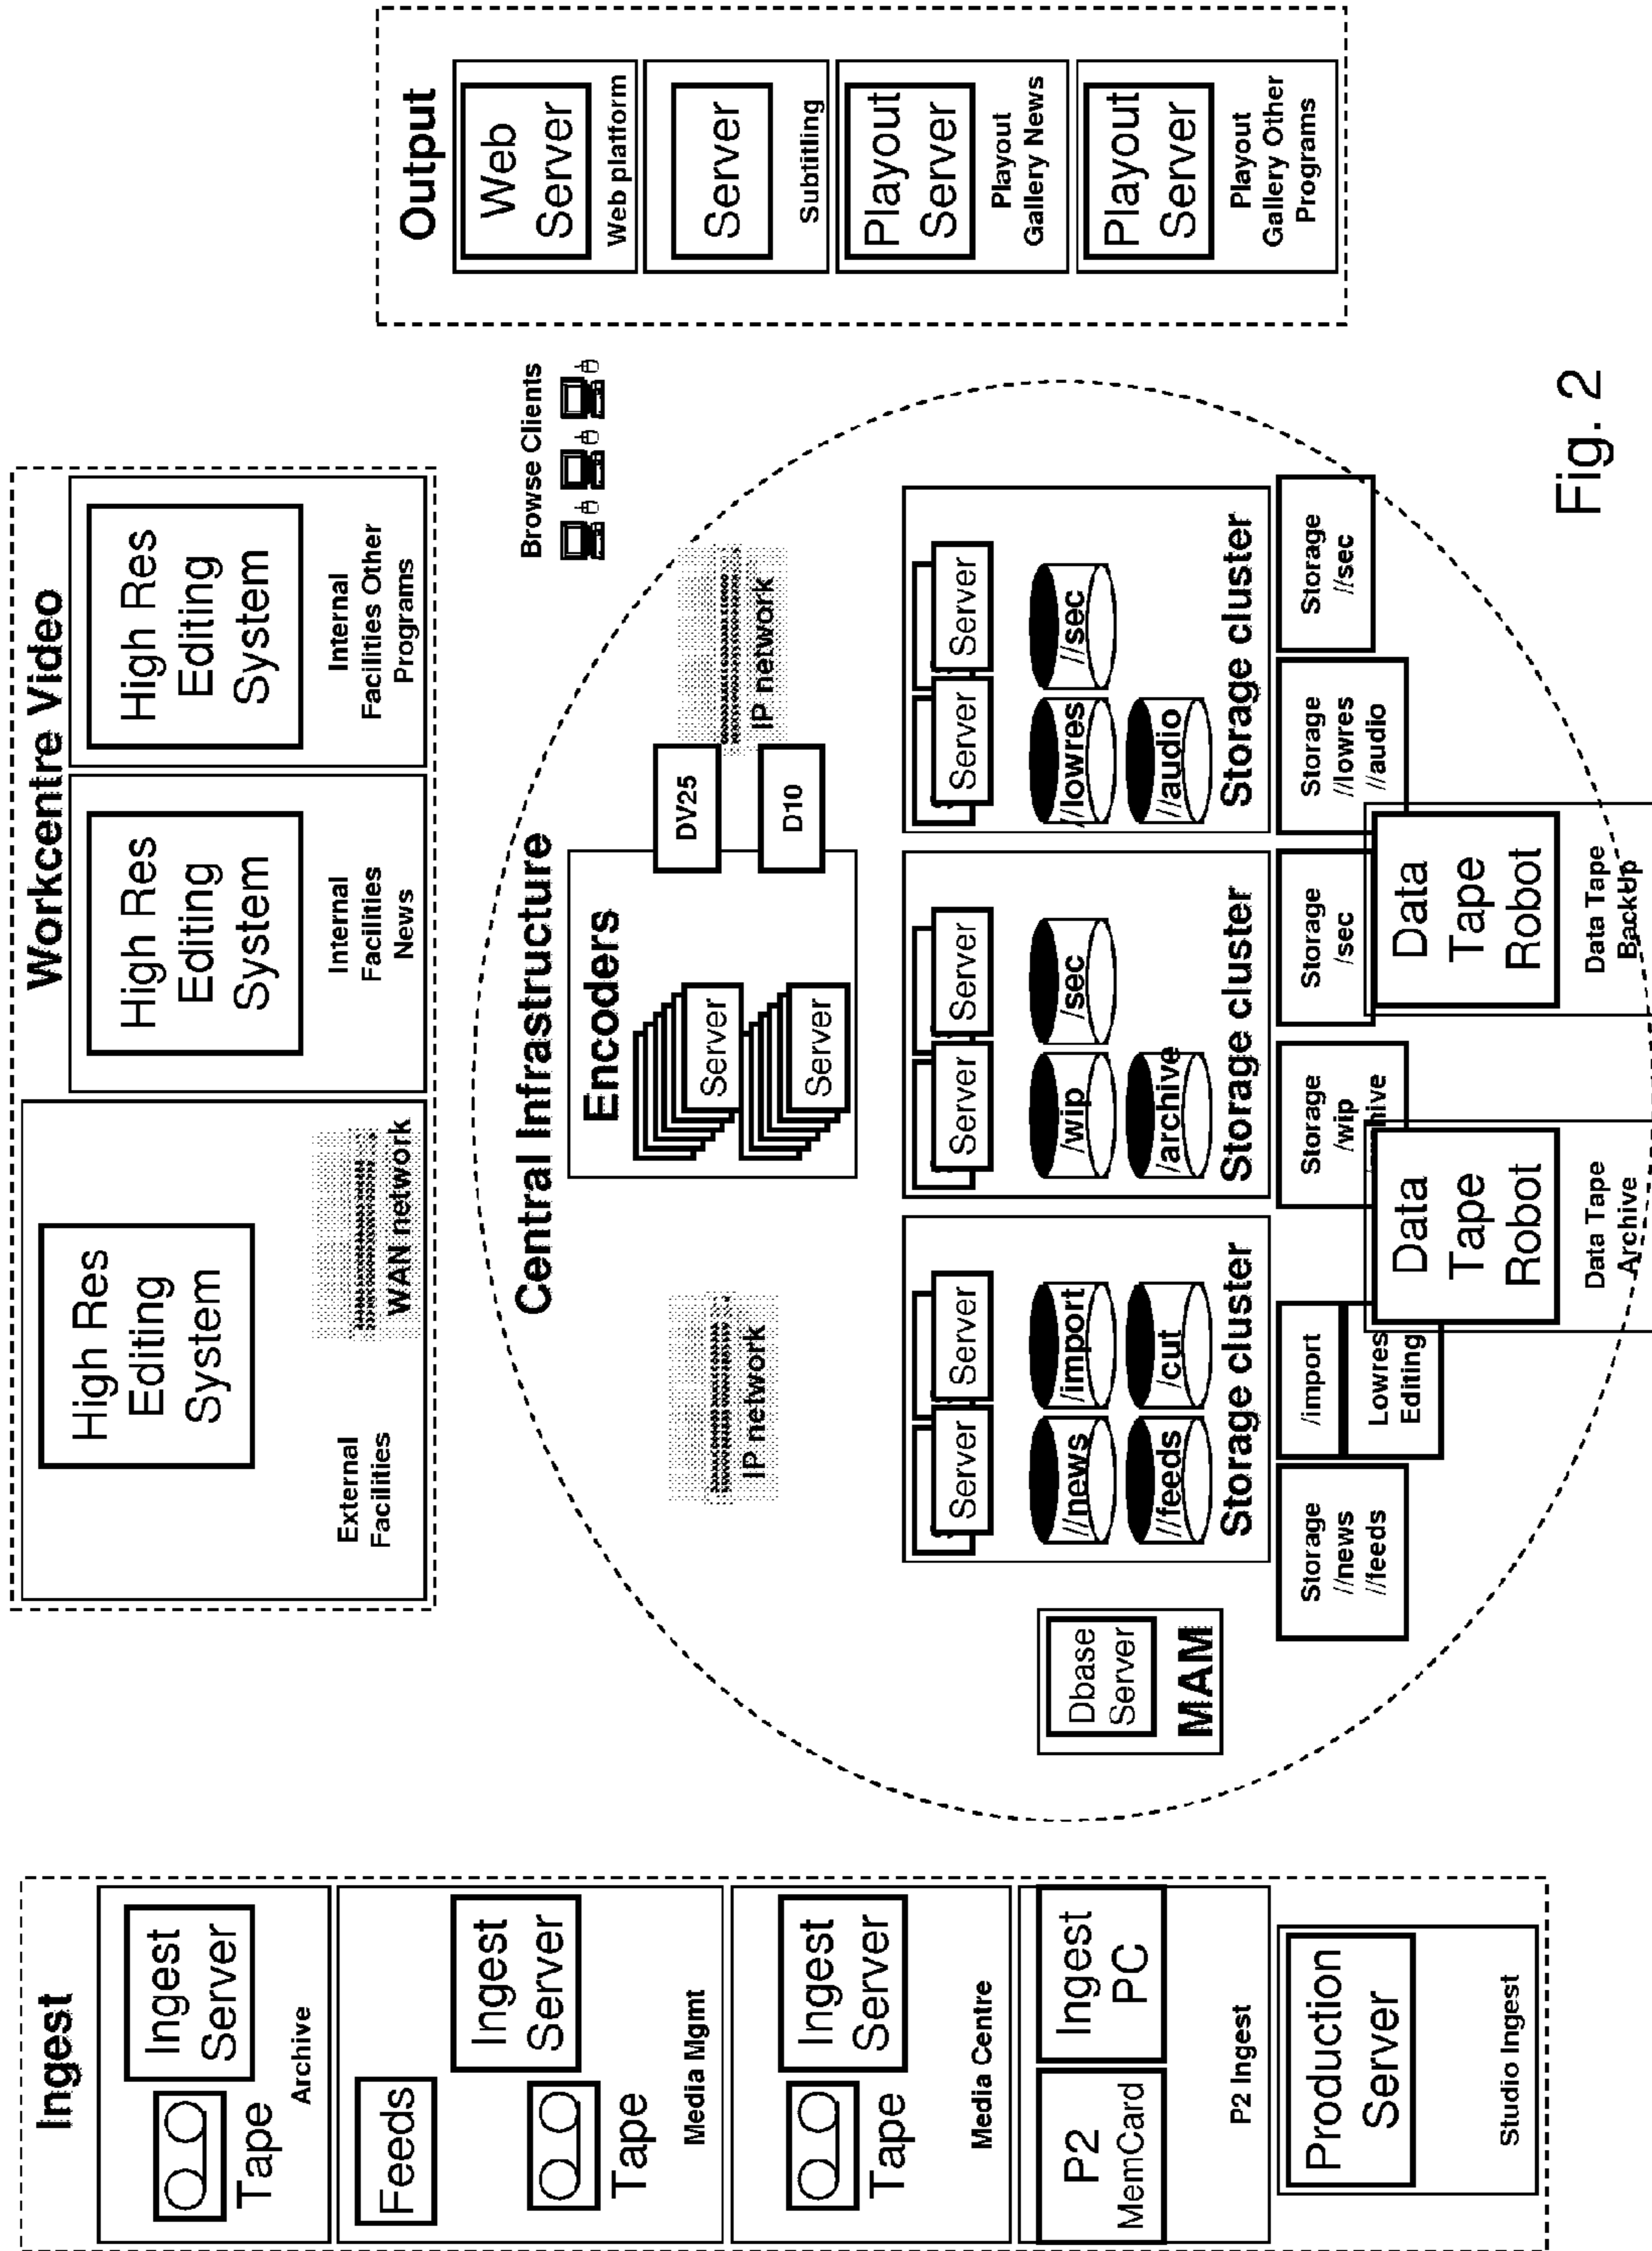 Ingest
Tape
Ingest
Server
Archive
Feeds
Tape
Ingest
Server
Media Mgmt
Tape
Ingest
Server
Media Centre
P2
MemCard
Ingest
PC
P2 Ingest
Production
Server
Studio Ingest
Workcentre Video
High Res
Editing
System
External
Facilities
WAN network
High Res
Editing
System
Internal
Facilities
News
High Res
Editing
System
Internal
Facilities Other
Programs
Browse Clients
Central Infrastructure
IP network
Encoders
Server
Server
DV25
D10
IP network
Dbase
Server
MAM
Server
Server
//news
/import
//feeds
/cut
Storage cluster
Server
Server
/wip
/sec
/archive
Storage cluster
Server
Server
//lowres
//sec
//audio
Storage cluster
Storage
//news
//feeds
/import
Lowres
Editing
Storage
/wip
Storage
/sec
Storage
//lowres
//audio
Storage
//sec
Data
Tape
Robot
Data Tape
Archive
Data
Tape
Robot
Data Tape
BackUp
Output
Web
Server
Web platform
Server
Subtitling
Playout
Server
Playout
Gallery News
Playout
Server
Playout
Gallery Other
Programs
Fig. 2